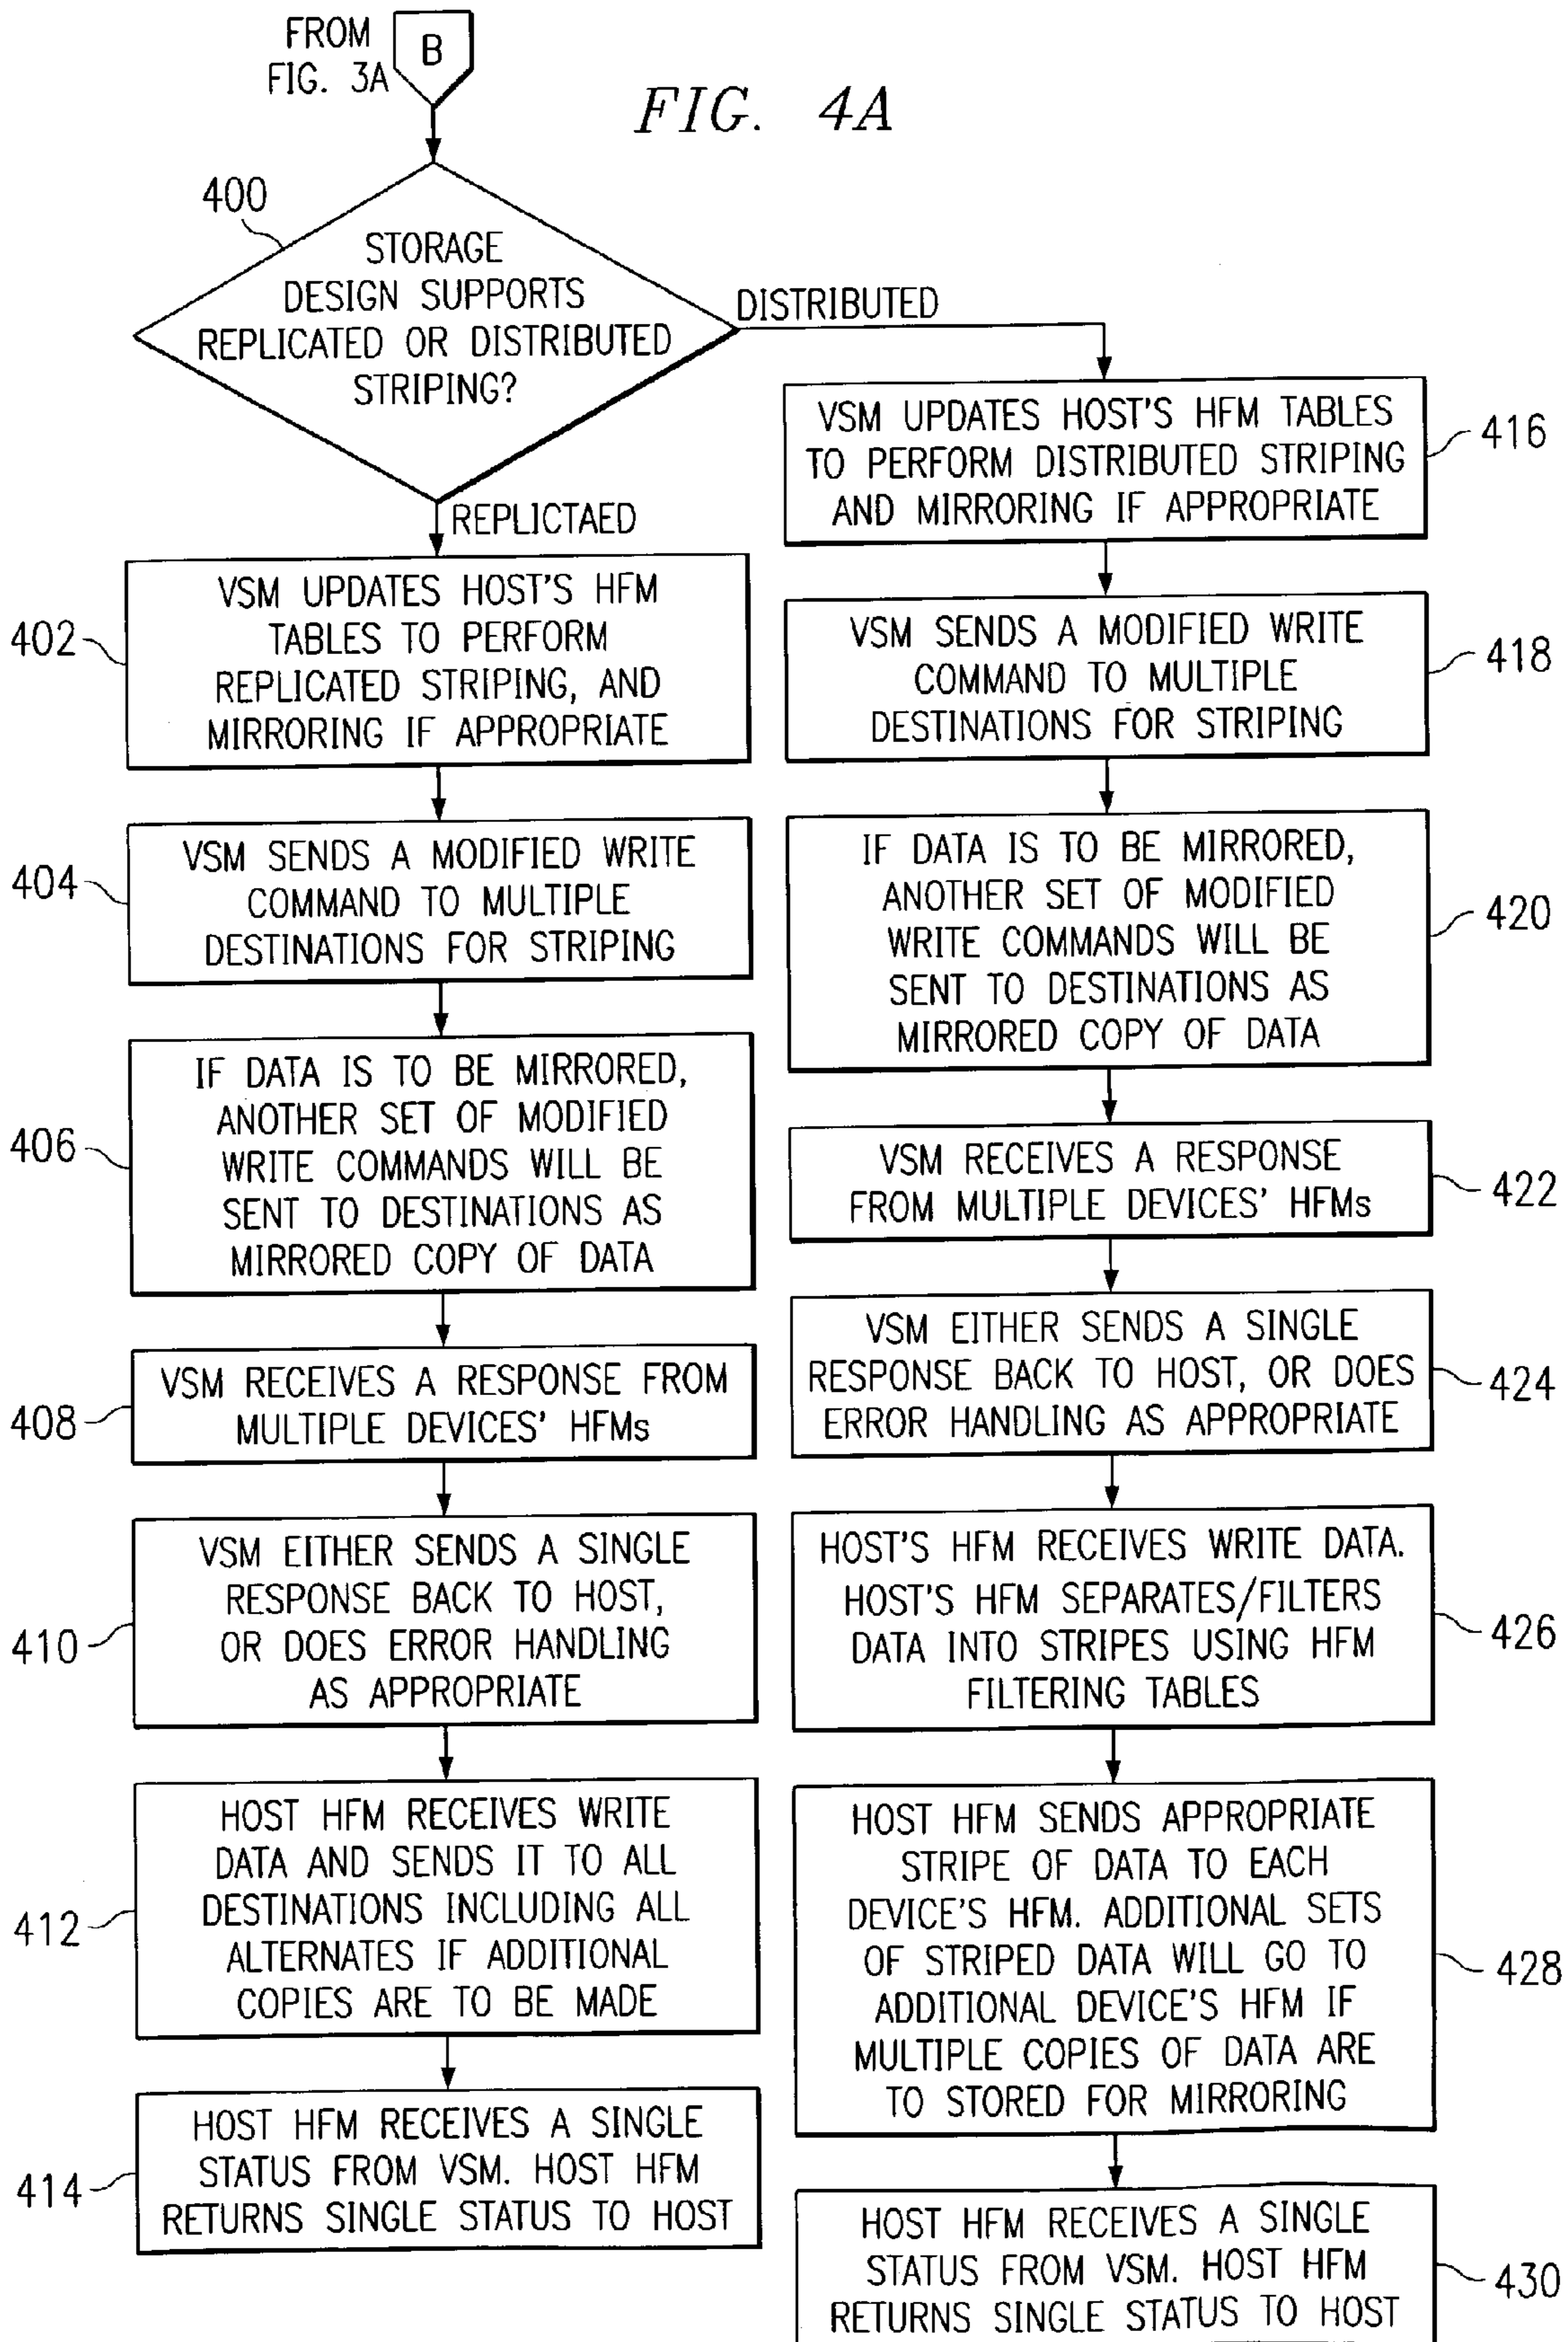 FROM
FIG. 3A
B
FIG. 4A
400
STORAGE
DESIGN SUPPORTS
REPLICATED OR DISTRIBUTED
STRIPING?
DISTRIBUTED
REPLICTAED
402
VSM UPDATES HOST'S HFM
TABLES TO PERFORM
REPLICATED STRIPING, AND
MIRRORING IF APPROPRIATE
404
VSM SENDS A MODIFIED WRITE
COMMAND TO MULTIPLE
DESTINATIONS FOR STRIPING
406
IF DATA IS TO BE MIRRORED,
ANOTHER SET OF MODIFIED
WRITE COMMANDS WILL BE
SENT TO DESTINATIONS AS
MIRRORED COPY OF DATA
408
VSM RECEIVES A RESPONSE FROM
MULTIPLE DEVICES' HFMs
410
VSM EITHER SENDS A SINGLE
RESPONSE BACK TO HOST,
OR DOES ERROR HANDLING
AS APPROPRIATE
412
HOST HFM RECEIVES WRITE
DATA AND SENDS IT TO ALL
DESTINATIONS INCLUDING ALL
ALTERNATES IF ADDITIONAL
COPIES ARE TO BE MADE
414
HOST HFM RECEIVES A SINGLE
STATUS FROM VSM. HOST HFM
RETURNS SINGLE STATUS TO HOST
VSM UPDATES HOST'S HFM TABLES
TO PERFORM DISTRIBUTED STRIPING
AND MIRRORING IF APPROPRIATE
416
VSM SENDS A MODIFIED WRITE
COMMAND TO MULTIPLE
DESTINATIONS FOR STRIPING
418
IF DATA IS TO BE MIRRORED,
ANOTHER SET OF MODIFIED
WRITE COMMANDS WILL BE
SENT TO DESTINATIONS AS
MIRRORED COPY OF DATA
420
VSM RECEIVES A RESPONSE
FROM MULTIPLE DEVICES' HFMs
422
VSM EITHER SENDS A SINGLE
RESPONSE BACK TO HOST, OR DOES
ERROR HANDLING AS APPROPRIATE
424
HOST'S HFM RECEIVES WRITE DATA.
HOST'S HFM SEPARATES/FILTERS
DATA INTO STRIPES USING HFM
FILTERING TABLES
426
HOST HFM SENDS APPROPRIATE
STRIPE OF DATA TO EACH
DEVICE'S HFM. ADDITIONAL SETS
OF STRIPED DATA WILL GO TO
ADDITIONAL DEVICE'S HFM IF
MULTIPLE COPIES OF DATA ARE
TO STORED FOR MIRRORING
428
HOST HFM RECEIVES A SINGLE
STATUS FROM VSM. HOST HFM
RETURNS SINGLE STATUS TO HOST
430